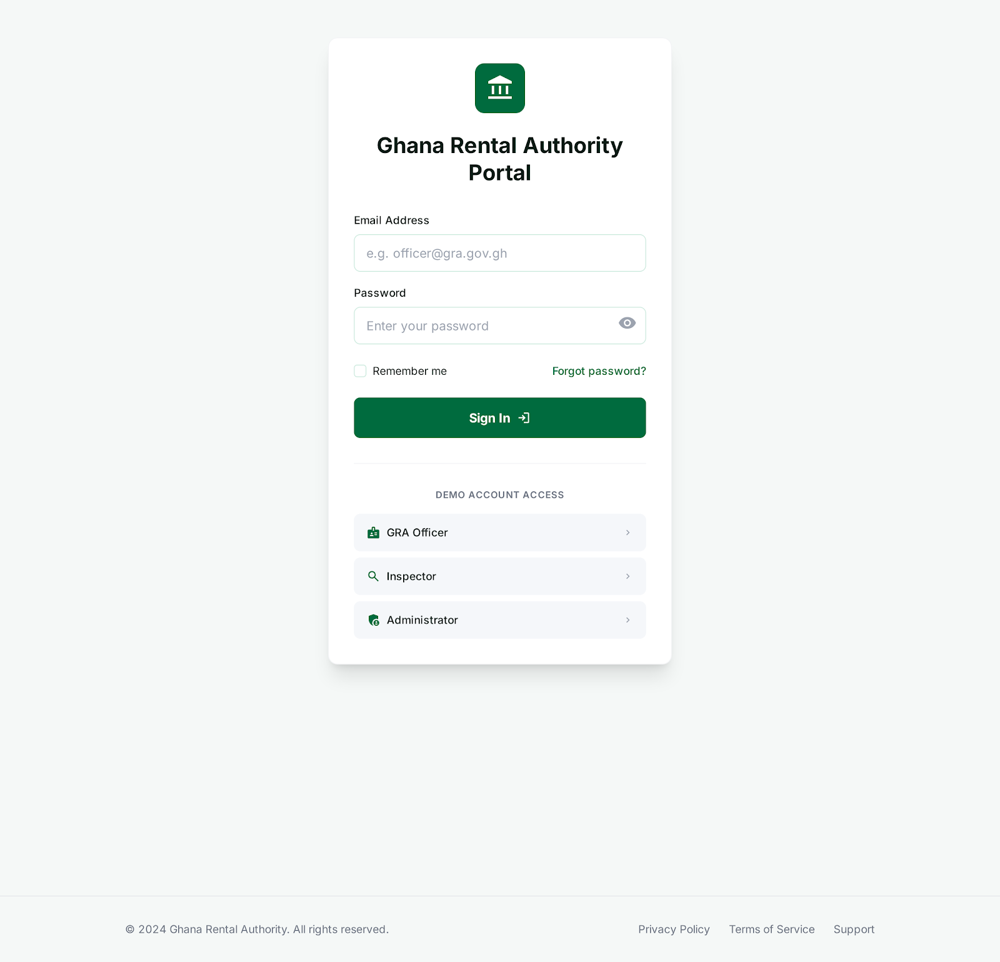 Ghana Rental Authority
Portal
Email Address
e.g. officer@gra.gov.gh
Password
Enter your password
Remember me
Forgot password?
Sign In
DEMO ACCOUNT ACCESS
GRA Officer
Inspector
Administrator
© 2024 Ghana Rental Authority. All rights reserved.
Privacy Policy
Terms of Service
Support